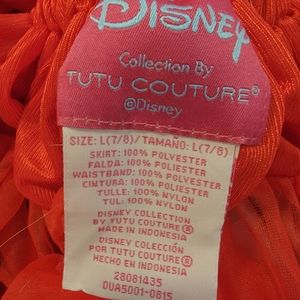 DISNEY
Collection By
TUTU COUTURE®
©Disney
SIZE: L(7/8)/TAMAÑO: L(7/8)
SKIRT: 100% POLYESTER
FALDA: 100% POLIESTER
WAISTBAND: 100% POLYESTER
CINTURA: 100% POLIESTER
TULLE: 100% NYLON
TUL: 100% NYLON
DISNEY COLLECTION
BY TUTU COUTURE®
MADE IN INDONESIA
DISNEY COLECCIÓN
POR TUTU COUTURE®
HECHO EN INDONESIA
28081435
DUA5001-0815